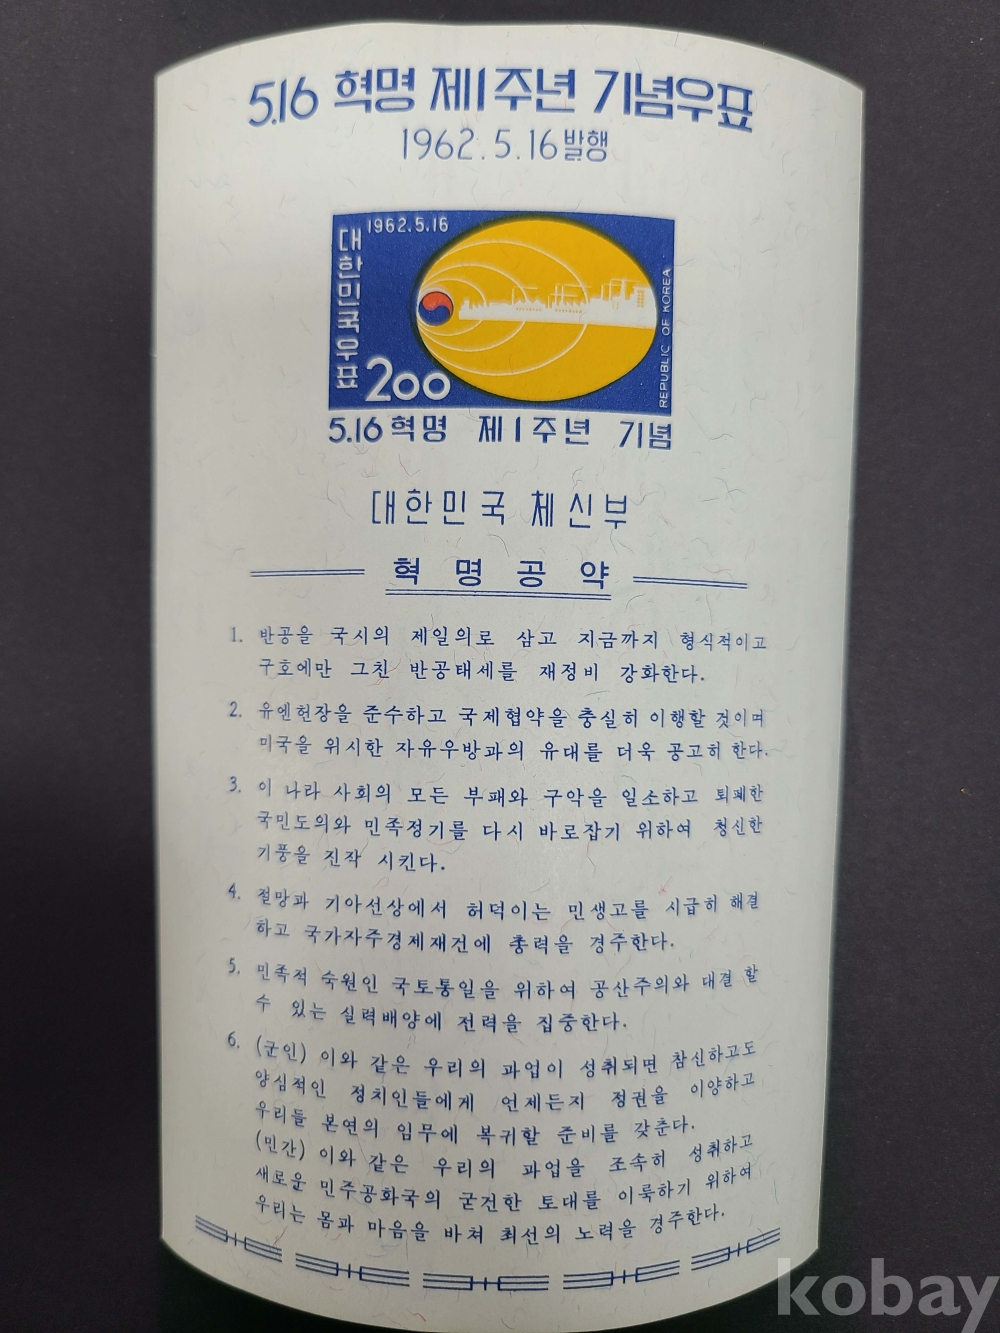 5.16 혁명 제1주년 기념우표
1962.5.16 발행
1962.5.16
대한민국우표
200
REPUBLIC OF KOREA
5.16 혁명 제1주년 기념
대한민국 체신부
혁명공약
1. 반공을 국시의 제일의로 삼고 지금까지 형식적이고
구호에만 그친 반공태세를 재정비 강화한다.
2. 유엔헌장을 준수하고 국제협약을 충실히 이행할 것이며
미국을 위시한 자유우방과의 유대를 더욱 공고히 한다.
3. 이 나라 사회의 모든 부패와 구악을 일소하고 퇴폐한
국민도의와 민족정기를 다시 바로잡기 위하여 청신한
기풍을 진작 시킨다.
4. 절망과 기아선상에서 허덕이는 민생고를 시급히 해결
하고 국가자주경제재건에 총력을 경주한다.
5. 민족적 숙원인 국토통일을 위하여 공산주의와 대결 할
수 있는 실력배양에 전력을 집중한다.
6. (군인) 이와 같은 우리의 과업이 성취되면 참신하고도
양심적인 정치인들에게 언제든지 정권을 이양하고
우리들 본연의 임무에 복귀할 준비를 갖춘다.
(민간) 이와 같은 우리의 과업을 조속히 성취하고
새로운 민주공화국의 굳건한 토대를 이룩하기 위하여
우리는 몸과 마음을 바쳐 최선의 노력을 경주한다.
kobay